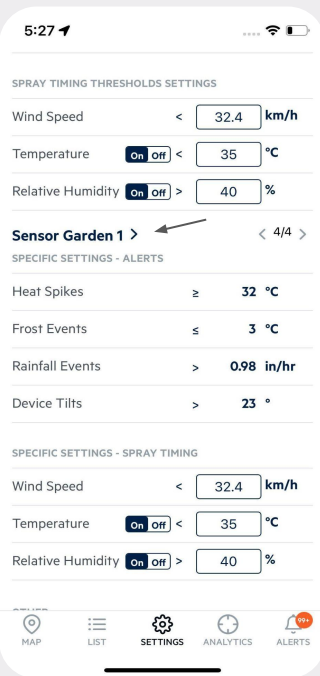 5:27
SPRAY TIMING THRESHOLDS SETTINGS
Wind Speed < 32.4 km/h
Temperature On Off < 35 °C
Relative Humidity On Off > 40 %
Sensor Garden 1 > < 4/4 >
SPECIFIC SETTINGS - ALERTS
Heat Spikes ≥ 32 °C
Frost Events ≤ 3 °C
Rainfall Events > 0.98 in/hr
Device Tilts > 23 °
SPECIFIC SETTINGS - SPRAY TIMING
Wind Speed < 32.4 km/h
Temperature On Off < 35 °C
Relative Humidity On Off > 40 %
99+
MAP LIST SETTINGS ANALYTICS ALERTS